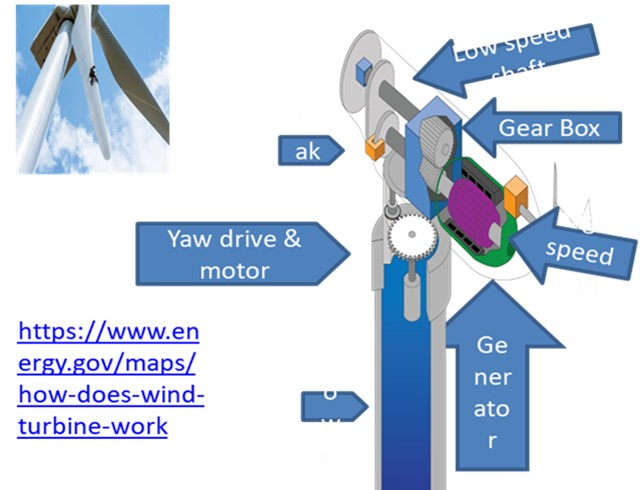 Low speed
shaft
Gear Box
ak
Yaw drive &
motor
speed
https://www.en
ergy.gov/maps/
how-does-wind-
turbine-work
Ge
ner
ato
r
o
w